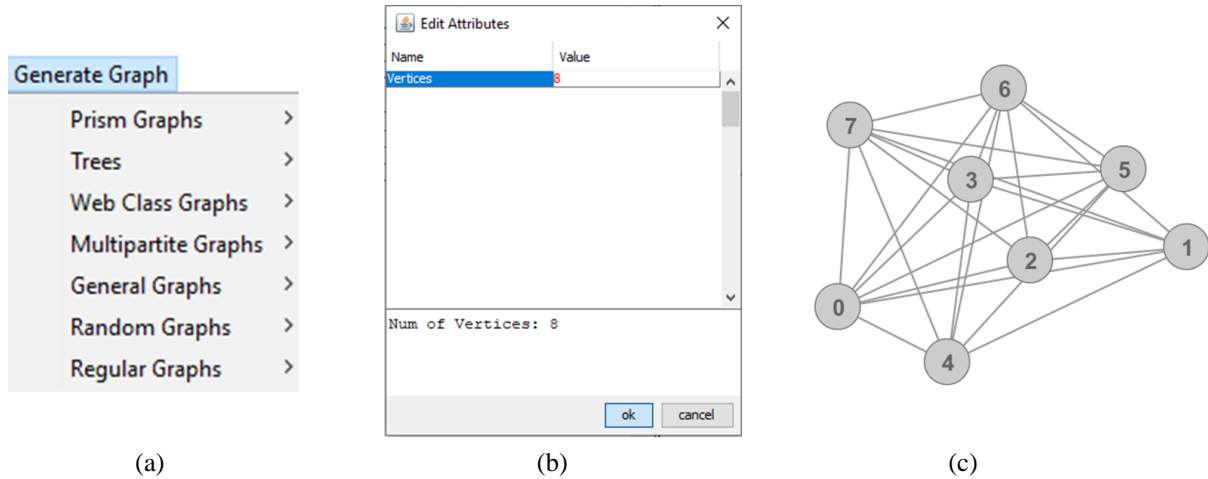 Generate Graph
Prism Graphs
Trees
Web Class Graphs
Multipartite Graphs
General Graphs
Random Graphs
Regular Graphs
(a)
Edit Attributes
Name Value
Vertices 8
Num of Vertices: 8
ok cancel
(b)
6
7
3
5
2
1
0
4
(c)